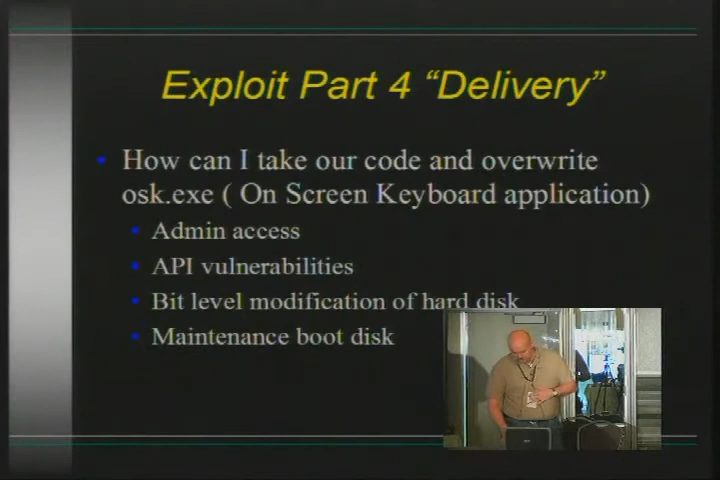 Exploit Part 4 “Delivery”
How can I take our code and overwrite
osk.exe ( On Screen Keyboard application)
Admin access
API vulnerabilities
Bit level modification of hard disk
Maintenance boot disk